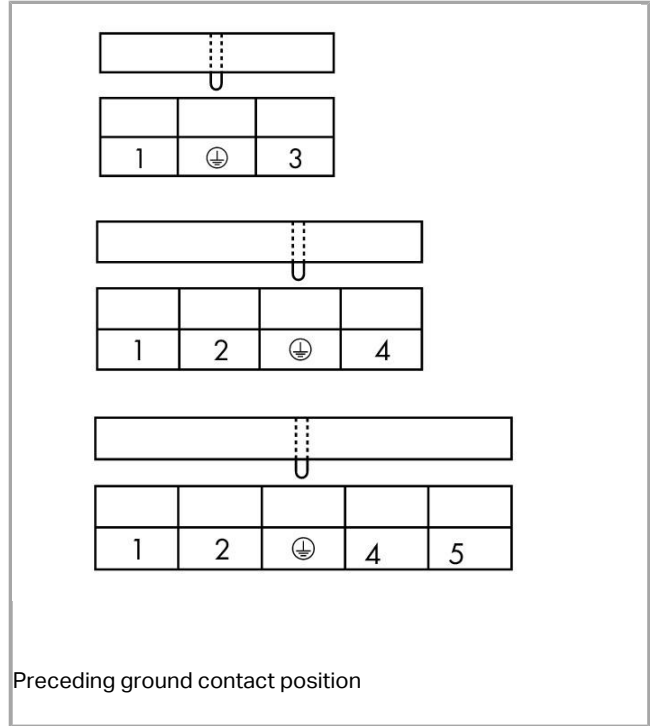 1 ⏚ 3
1 2 ⏚ 4
1 2 ⏚ 4 5
Preceding ground contact position